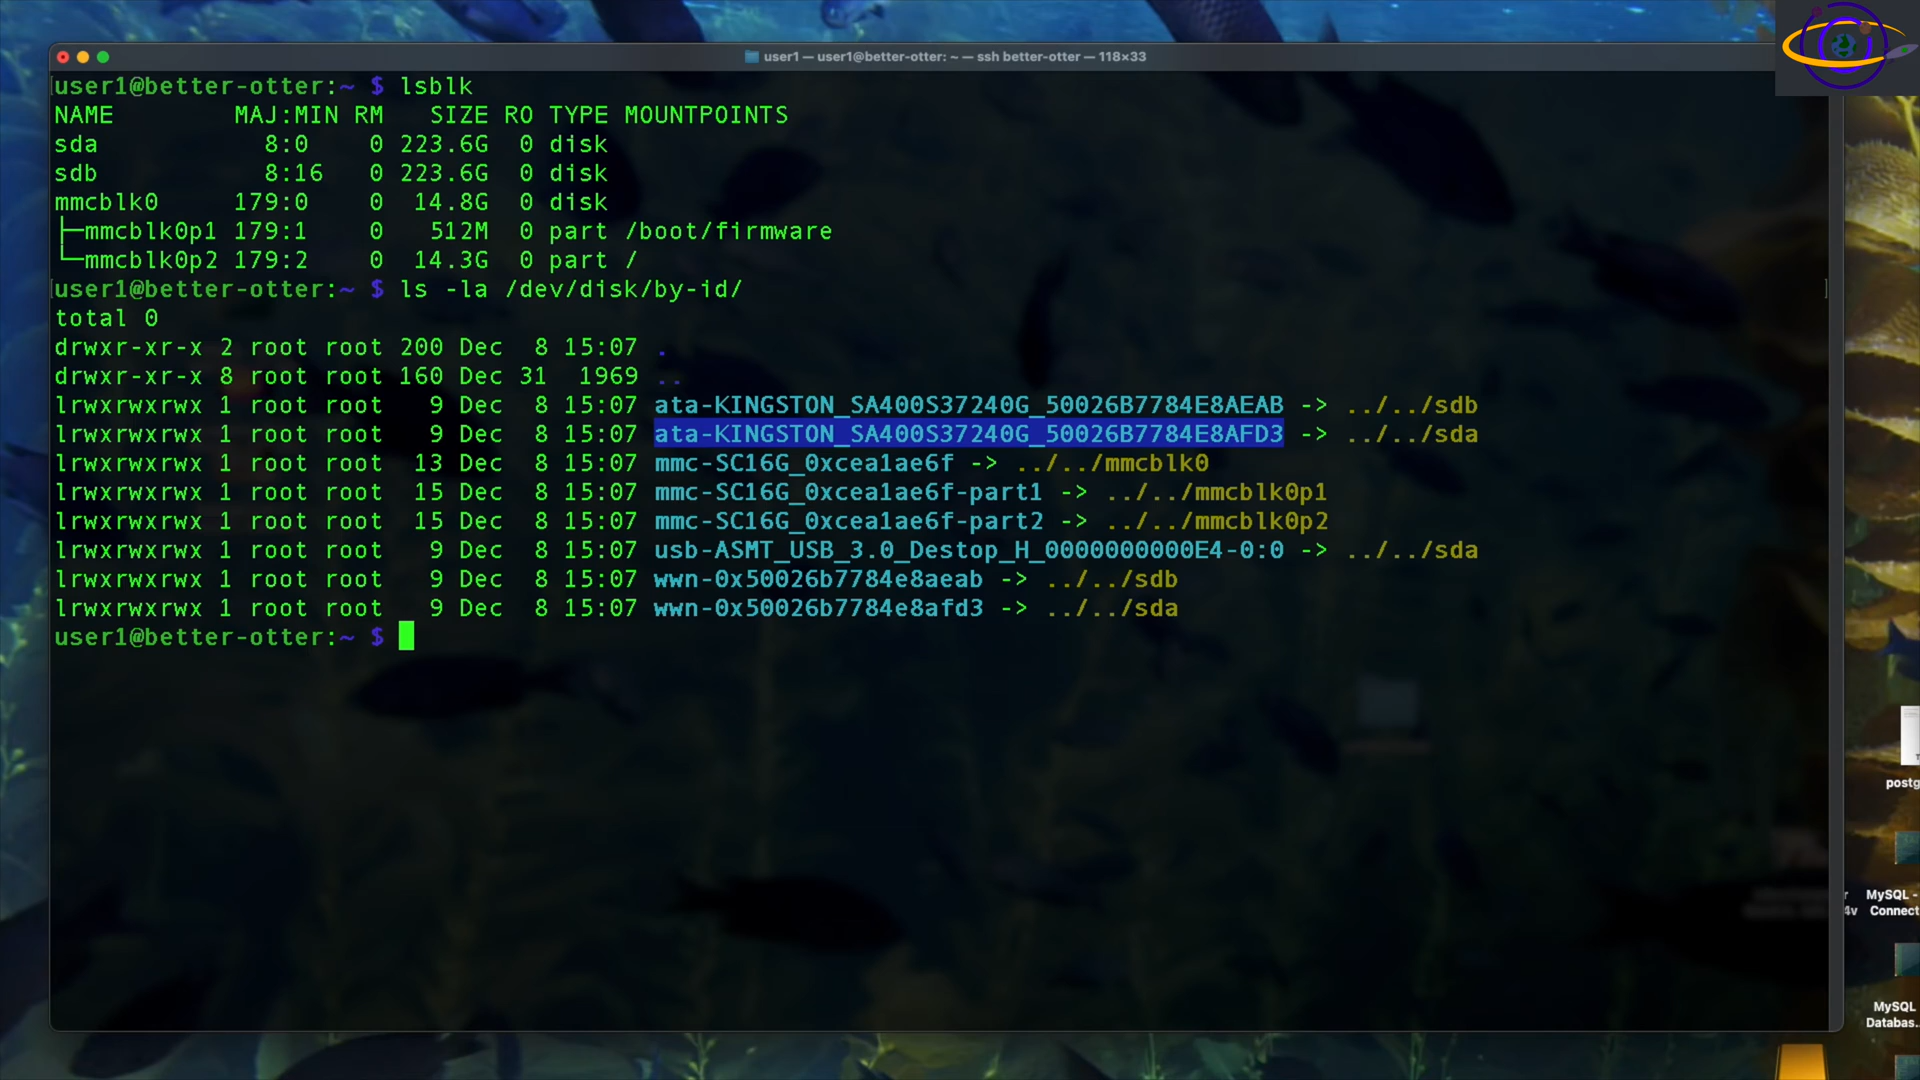 user1 — user1@better-otter: ~ — ssh better-otter — 118×33
user1@better-otter:~ $ lsblk
NAME        MAJ:MIN RM   SIZE RO TYPE MOUNTPOINTS
sda           8:0    0 223.6G  0 disk
sdb           8:16   0 223.6G  0 disk
mmcblk0     179:0    0  14.8G  0 disk
├─mmcblk0p1 179:1    0   512M  0 part /boot/firmware
└─mmcblk0p2 179:2    0  14.3G  0 part /
user1@better-otter:~ $ ls -la /dev/disk/by-id/
total 0
drwxr-xr-x 2 root root 200 Dec  8 15:07 .
drwxr-xr-x 8 root root 160 Dec 31  1969 ..
lrwxrwxrwx 1 root root   9 Dec  8 15:07 ata-KINGSTON_SA400S37240G_50026B7784E8AEAB -> ../../sdb
lrwxrwxrwx 1 root root   9 Dec  8 15:07 ata-KINGSTON_SA400S37240G_50026B7784E8AFD3 -> ../../sda
lrwxrwxrwx 1 root root  13 Dec  8 15:07 mmc-SC16G_0xcea1ae6f -> ../../mmcblk0
lrwxrwxrwx 1 root root  15 Dec  8 15:07 mmc-SC16G_0xcea1ae6f-part1 -> ../../mmcblk0p1
lrwxrwxrwx 1 root root  15 Dec  8 15:07 mmc-SC16G_0xcea1ae6f-part2 -> ../../mmcblk0p2
lrwxrwxrwx 1 root root   9 Dec  8 15:07 usb-ASMT_USB_3.0_Destop_H_0000000000E4-0:0 -> ../../sda
lrwxrwxrwx 1 root root   9 Dec  8 15:07 wwn-0x50026b7784e8aeab -> ../../sdb
lrwxrwxrwx 1 root root   9 Dec  8 15:07 wwn-0x50026b7784e8afd3 -> ../../sda
user1@better-otter:~ $
postg
MySQL -
Connect
MySQL
Databas...